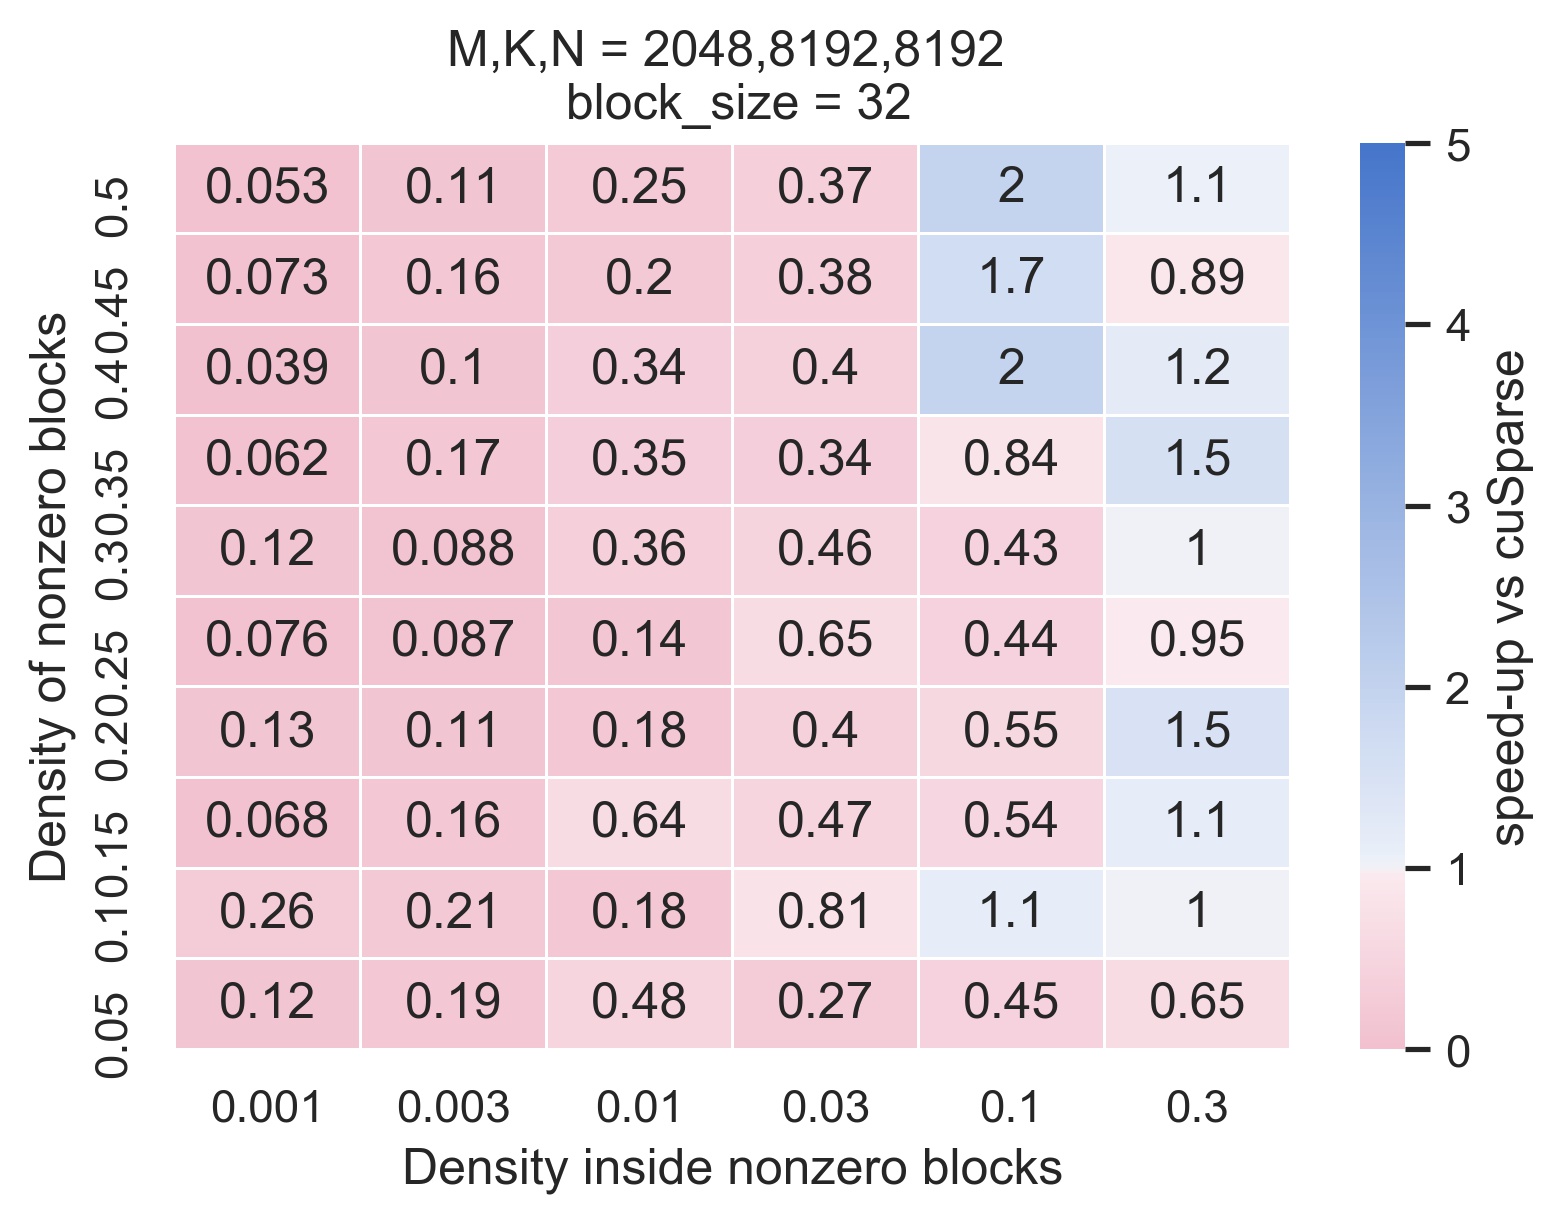 M,K,N = 2048,8192,8192
block_size = 32
Density of nonzero blocks
0.5 0.053 0.11 0.25 0.37 2 1.1
0.45 0.073 0.16 0.2 0.38 1.7 0.89
0.4 0.039 0.1 0.34 0.4 2 1.2
0.35 0.062 0.17 0.35 0.34 0.84 1.5
0.3 0.12 0.088 0.36 0.46 0.43 1
0.25 0.076 0.087 0.14 0.65 0.44 0.95
0.2 0.13 0.11 0.18 0.4 0.55 1.5
0.15 0.068 0.16 0.64 0.47 0.54 1.1
0.1 0.26 0.21 0.18 0.81 1.1 1
0.05 0.12 0.19 0.48 0.27 0.45 0.65
0.001 0.003 0.01 0.03 0.1 0.3
Density inside nonzero blocks
5
4
3
2
1
0
speed-up vs cuSparse